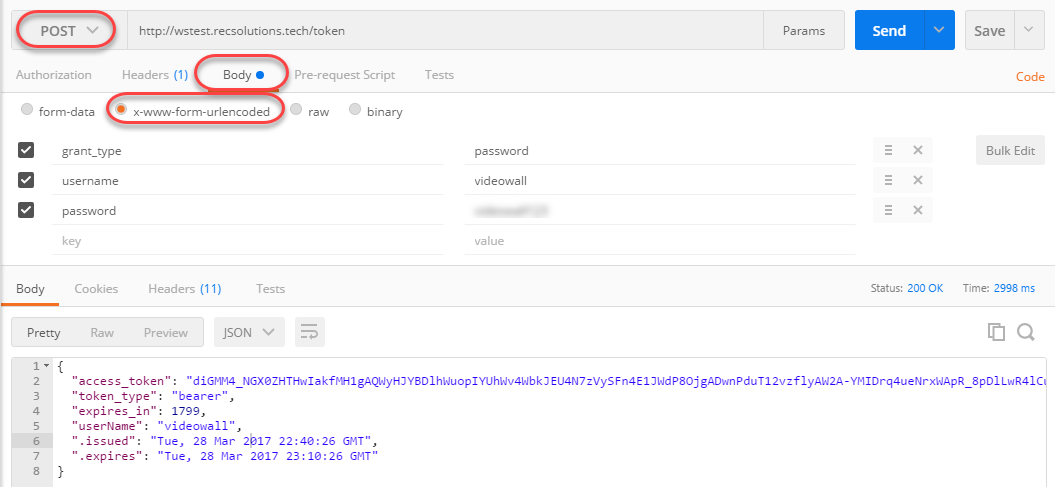 POST http://wstest.recsolutions.tech/token Params Send Save
Authorization Headers (1) Body Pre-request Script Tests Code
form-data x-www-form-urlencoded raw binary
grant_type password Bulk Edit
username videowall
password
key value
Body Cookies Headers (11) Tests Status: 200 OK Time: 2998 ms
Pretty Raw Preview JSON
1 {
2 "access_token": "diGMM4_NGX0ZHTHwIakfMH1gAQWyHJYBDlhWuopIYUhWv4WbkJEU4N7zVySFn4E1JWdP8OjgADwnPduT12vzflyAW2A-YMIDrq4ueNrxWApR_8pDlLwR4lCu
3 "token_type": "bearer",
4 "expires_in": 1799,
5 "userName": "videowall",
6 ".issued": "Tue, 28 Mar 2017 22:40:26 GMT",
7 ".expires": "Tue, 28 Mar 2017 23:10:26 GMT"
8 }